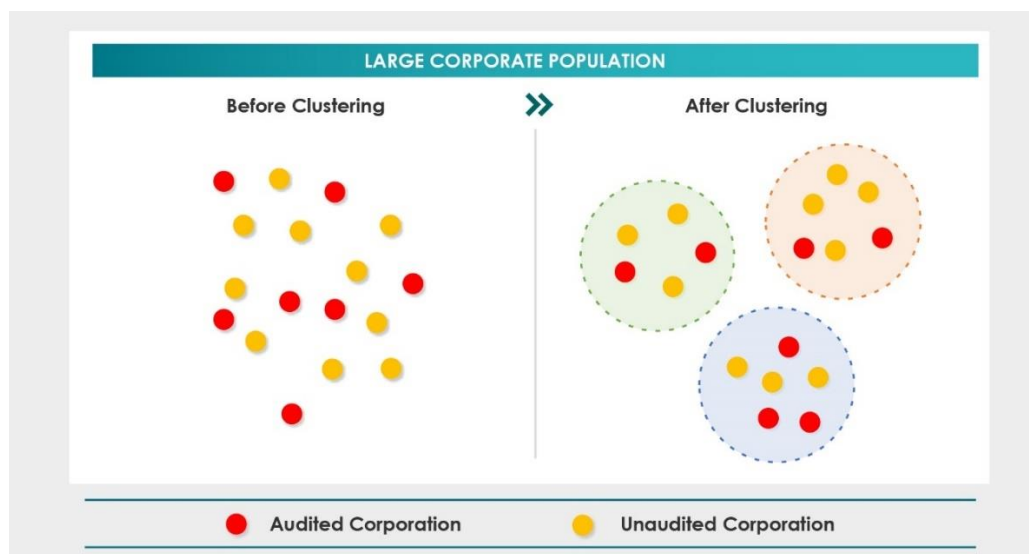 LARGE CORPORATE POPULATION
Before Clustering
After Clustering
Audited Corporation
Unaudited Corporation